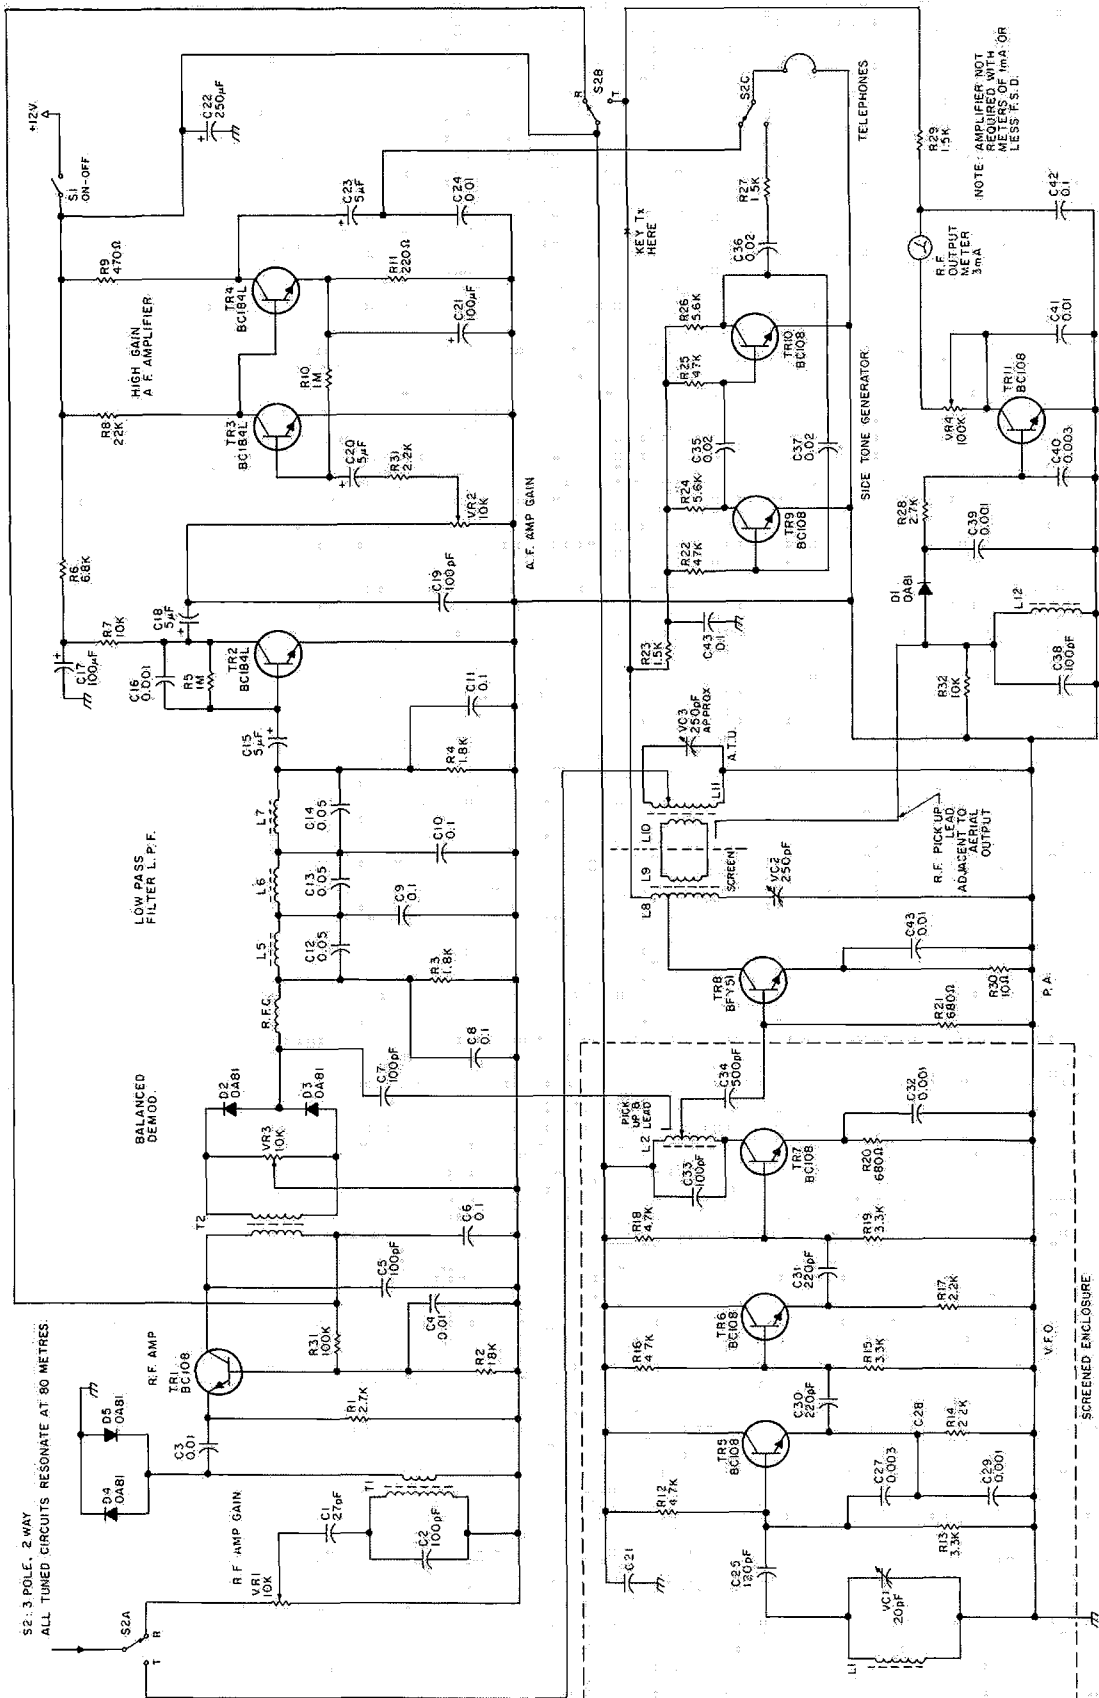 S2: 3 POLE, 2 WAY
ALL TUNED CIRCUITS RESONATE AT 80 METRES.
S2A
T
R
R.F. AMP GAIN
VR1
10K
C1
27pF
C2
100pF
T1
D4
OA81
D5
OA81
C3
0.01
R1
2.7K
R.F. AMP
TR1
BC108
R31
100K
R2
18K
C4
0.01
C5
100pF
C6
0.1
T2
BALANCED
DEMOD.
VR3
10K
D2
OA81
D3
OA81
C7
100pF
R.F.C.
C8
0.1
R3
1.8K
LOW PASS
FILTER L.P.F.
L5
L6
L7
C12
0.05
C13
0.05
C14
0.05
C9
0.1
C10
0.1
R4
1.8K
C11
0.1
C15
5µF
C16
0.001
R5
1M
TR2
BC184L
C17
100µF
R7
10K
C18
5µF
R6
6.8K
C19
100pF
A.F. AMP GAIN
VR2
10K
R31
2.2K
C20
5µF
R8
22K
TR3
BC184L
HIGH GAIN
A.F. AMPLIFIER
R10
1M
TR4
BC184L
R9
470Ω
C21
100µF
R11
220Ω
C23
5µF
C24
0.01
S1
ON-OFF
+12V
C22
250µF
C21
L1
VC1
20pF
C25
120pF
R12
4.7K
R13
3.3K
TR5
BC108
C27
0.003
C28
C29
0.001
R14
2.2K
C30
220pF
R16
4.7K
R15
3.3K
TR6
BC108
R17
2.2K
C31
220pF
R18
4.7K
R19
3.3K
TR7
BC108
R20
680Ω
C32
0.001
C33
100pF
L2
PICK
UP &
LEAD
C34
500pF
V.F.O.
SCREENED ENCLOSURE
R21
680Ω
TR8
BFY51
R30
10Ω
C43
0.01
P.A.
L8
L9
L10
L11
SCREEN
VC2
250pF
VC3
250pF
APPROX
A.T.U.
R.F. PICK UP
LEAD
ADJACENT TO
AERIAL
OUTPUT
R23
1.5K
C43
0.1
R22
47K
R24
5.6K
TR9
BC108
C35
0.02
C37
0.02
R25
47K
R26
5.6K
TR10
BC108
C36
0.02
R27
1.5K
SIDE TONE GENERATOR
KEY Tx
HERE
S2B
R
T
S2C
TELEPHONES
R32
10K
C38
100pF
L12
D1
OA81
C39
0.001
R28
2.7K
C40
0.003
TR11
BC108
VR4
100K
C41
0.01
R.F.
OUTPUT
METER
3mA
C42
0.1
R29
1.5K
NOTE: AMPLIFIER NOT
REQUIRED WITH
METERS OF 1mA OR
LESS F.S.D.